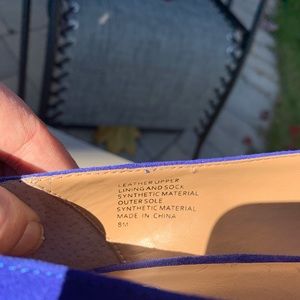 LEATHER UPPER
LINING AND SOCK
SYNTHETIC MATERIAL
OUTER SOLE
SYNTHETIC MATERIAL
MADE IN CHINA
8M